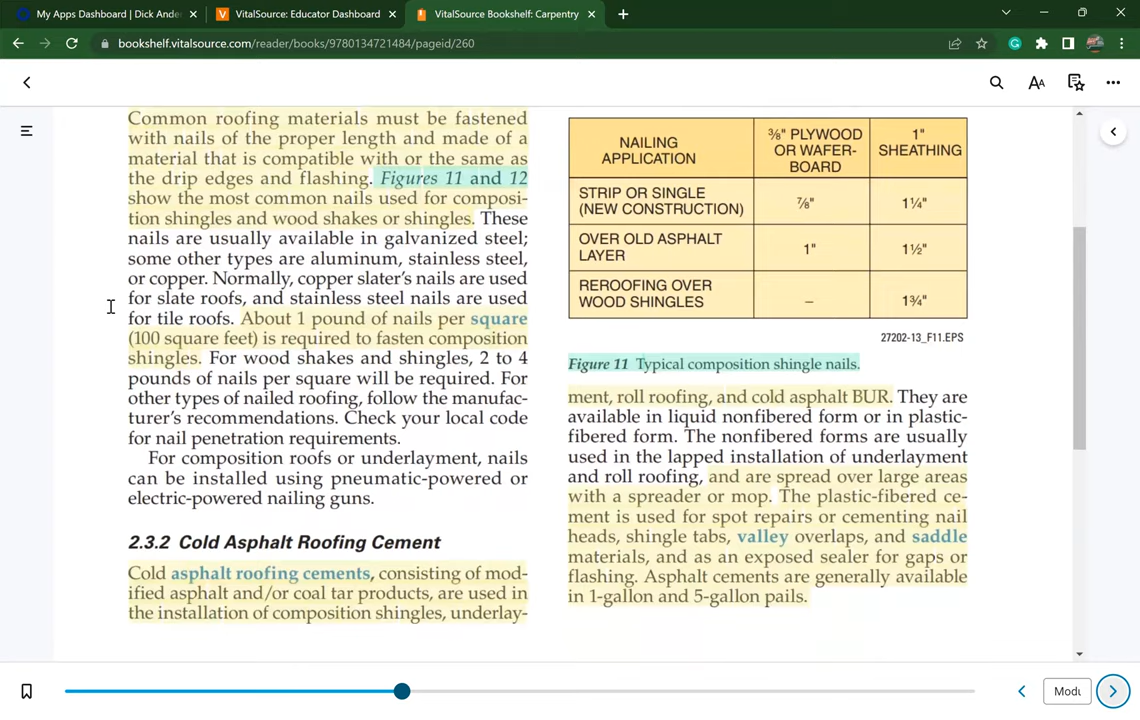 My Apps Dashboard | Dick Ander
VitalSource: Educator Dashboard
VitalSource Bookshelf: Carpentry
bookshelf.vitalsource.com/reader/books/9780134721484/pageid/260
Common roofing materials must be fastened
with nails of the proper length and made of a
material that is compatible with or the same as
the drip edges and flashing. Figures 11 and 12
show the most common nails used for composi-
tion shingles and wood shakes or shingles. These
nails are usually available in galvanized steel;
some other types are aluminum, stainless steel,
or copper. Normally, copper slater's nails are used
for slate roofs, and stainless steel nails are used
for tile roofs. About 1 pound of nails per square
(100 square feet) is required to fasten composition
shingles. For wood shakes and shingles, 2 to 4
pounds of nails per square will be required. For
other types of nailed roofing, follow the manufac-
turer's recommendations. Check your local code
for nail penetration requirements.
For composition roofs or underlayment, nails
can be installed using pneumatic-powered or
electric-powered nailing guns.
2.3.2 Cold Asphalt Roofing Cement
Cold asphalt roofing cements, consisting of mod-
ified asphalt and/or coal tar products, are used in
the installation of composition shingles, underlay-
NAILING APPLICATION
⅜" PLYWOOD OR WAFER-BOARD
1" SHEATHING
STRIP OR SINGLE (NEW CONSTRUCTION)
⅞"
1¼"
OVER OLD ASPHALT LAYER
1"
1½"
REROOFING OVER WOOD SHINGLES
–
1¾"
27202-13_F11.EPS
Figure 11 Typical composition shingle nails.
ment, roll roofing, and cold asphalt BUR. They are
available in liquid nonfibered form or in plastic-
fibered form. The nonfibered forms are usually
used in the lapped installation of underlayment
and roll roofing, and are spread over large areas
with a spreader or mop. The plastic-fibered ce-
ment is used for spot repairs or cementing nail
heads, shingle tabs, valley overlaps, and saddle
materials, and as an exposed sealer for gaps or
flashing. Asphalt cements are generally available
in 1-gallon and 5-gallon pails.
Modu